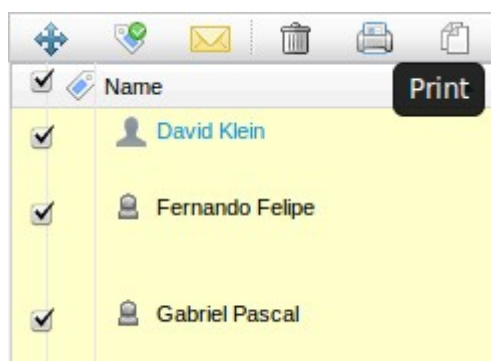 Name
Print
David Klein
Fernando Felipe
Gabriel Pascal